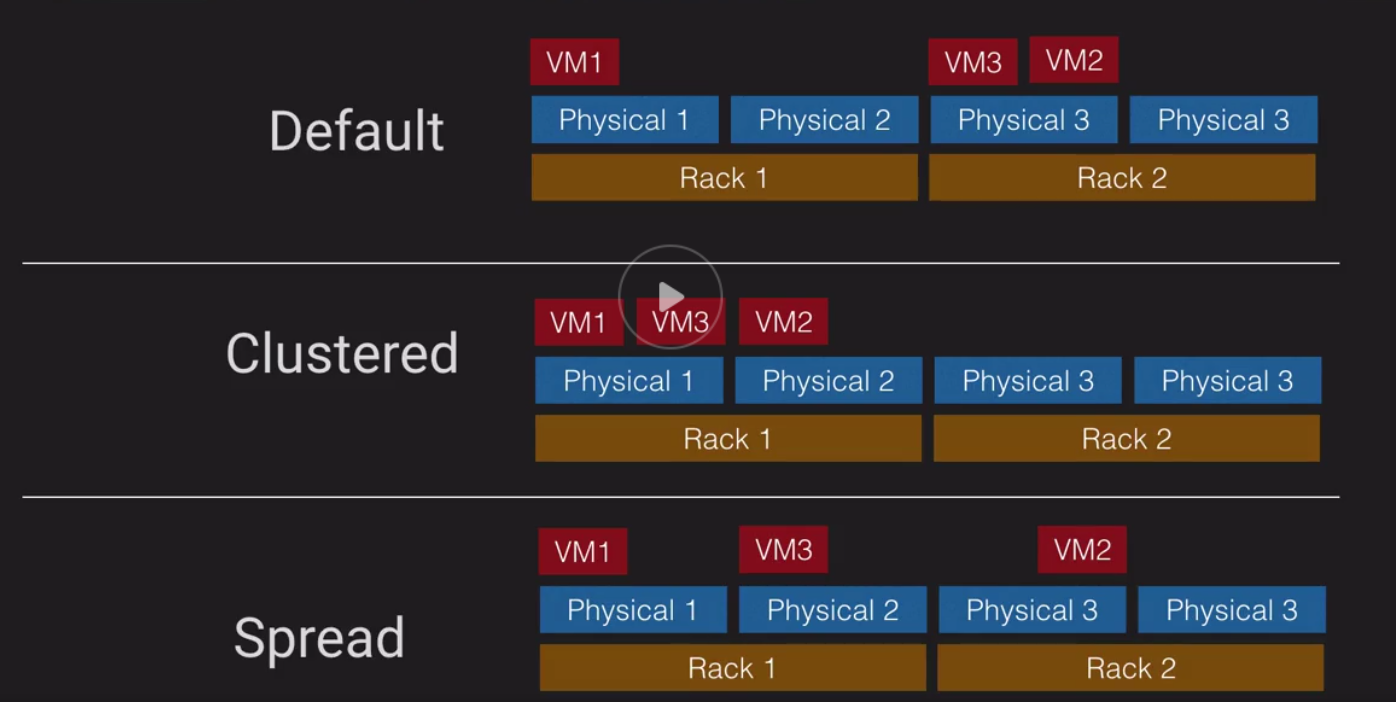 VM1 VM3 VM2
Default
Physical 1 Physical 2 Physical 3 Physical 3
Rack 1 Rack 2
VM1 VM3 VM2
Clustered
Physical 1 Physical 2 Physical 3 Physical 3
Rack 1 Rack 2
VM1 VM3 VM2
Physical 1 Physical 2 Physical 3 Physical 3
Spread
Rack 1 Rack 2